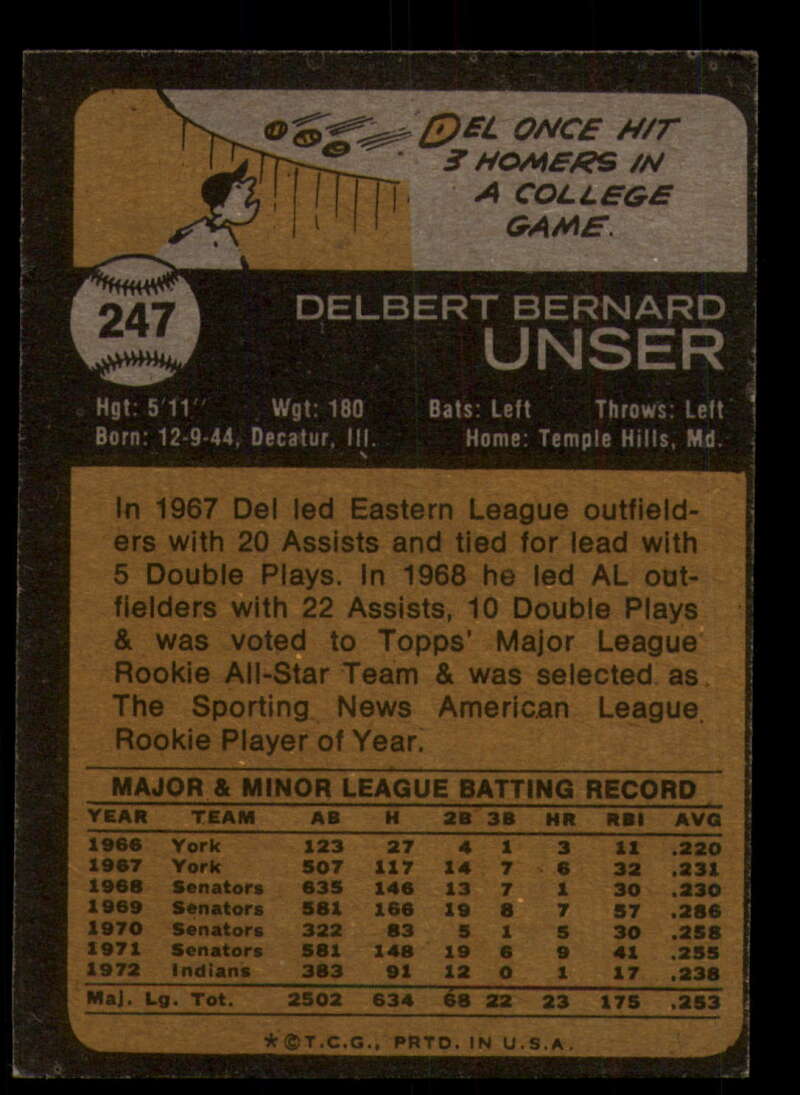 DEL ONCE HIT
3 HOMERS IN
A COLLEGE
GAME.
247
DELBERT BERNARD
UNSER
Hgt: 5'11" Wgt: 180 Bats: Left Throws: Left
Born: 12-9-44, Decatur, Ill. Home: Temple Hills, Md.
In 1967 Del led Eastern League outfield-
ers with 20 Assists and tied for lead with
5 Double Plays. In 1968 he led AL out-
fielders with 22 Assists, 10 Double Plays
& was voted to Topps' Major League
Rookie All-Star Team & was selected as
The Sporting News American League
Rookie Player of Year.
MAJOR & MINOR LEAGUE BATTING RECORD
YEAR TEAM AB H 2B 3B HR RBI AVG
1966 York 123 27 4 1 3 11 .220
1967 York 507 117 14 7 6 32 .231
1968 Senators 635 146 13 7 1 30 .230
1969 Senators 581 166 19 8 7 57 .286
1970 Senators 322 83 5 1 5 30 .258
1971 Senators 581 148 19 6 9 41 .255
1972 Indians 383 91 12 0 1 17 .238
Maj. Lg. Tot. 2502 634 68 22 23 175 .253
*©T.C.G., PRTD. IN U.S.A.